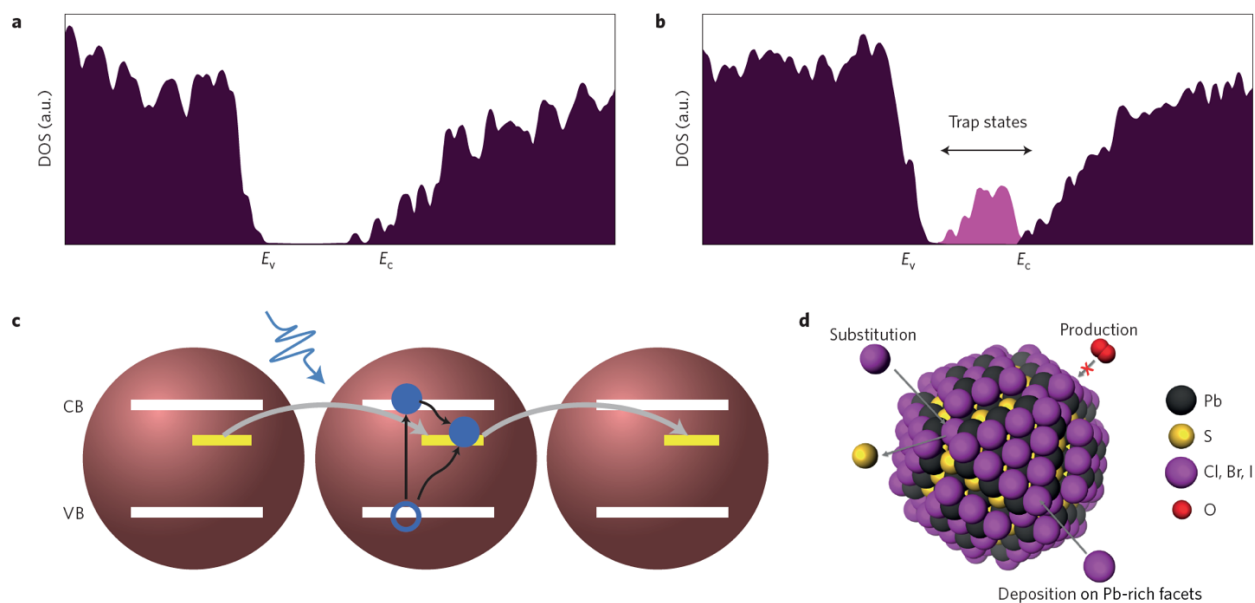 a
DOS (a.u.)
Ev
Ec
b
DOS (a.u.)
Trap states
Ev
Ec
c
CB
VB
d
Substitution
Production
Pb
S
Cl, Br, I
O
Deposition on Pb-rich facets